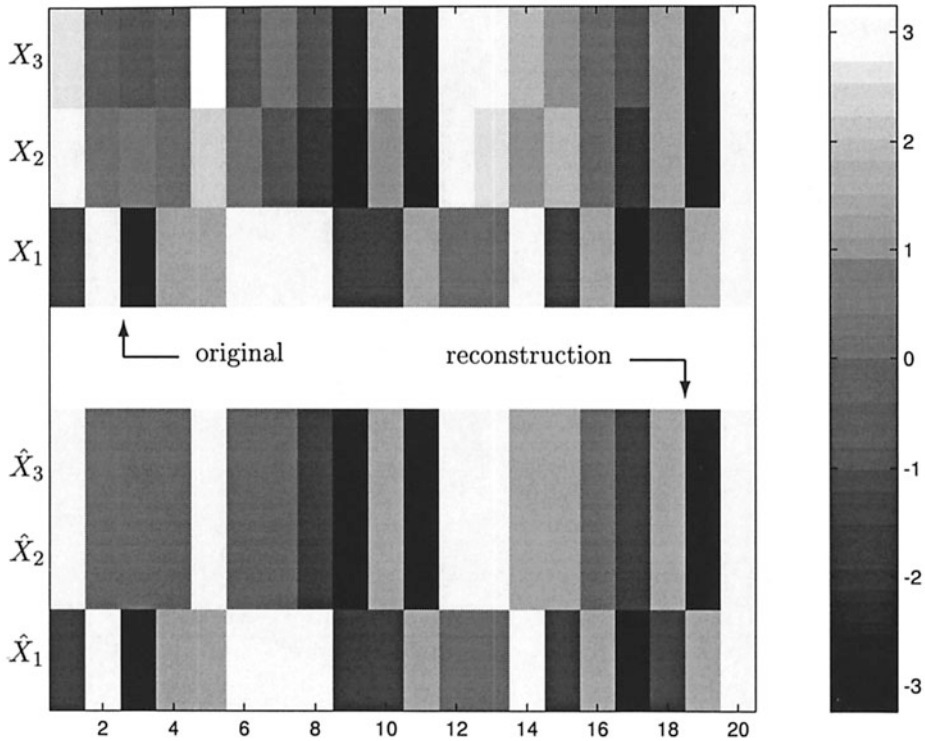 X₃
X₂
X₁
original
reconstruction
X̂₃
X̂₂
X̂₁
2 4 6 8 10 12 14 16 18 20
3
2
1
0
-1
-2
-3